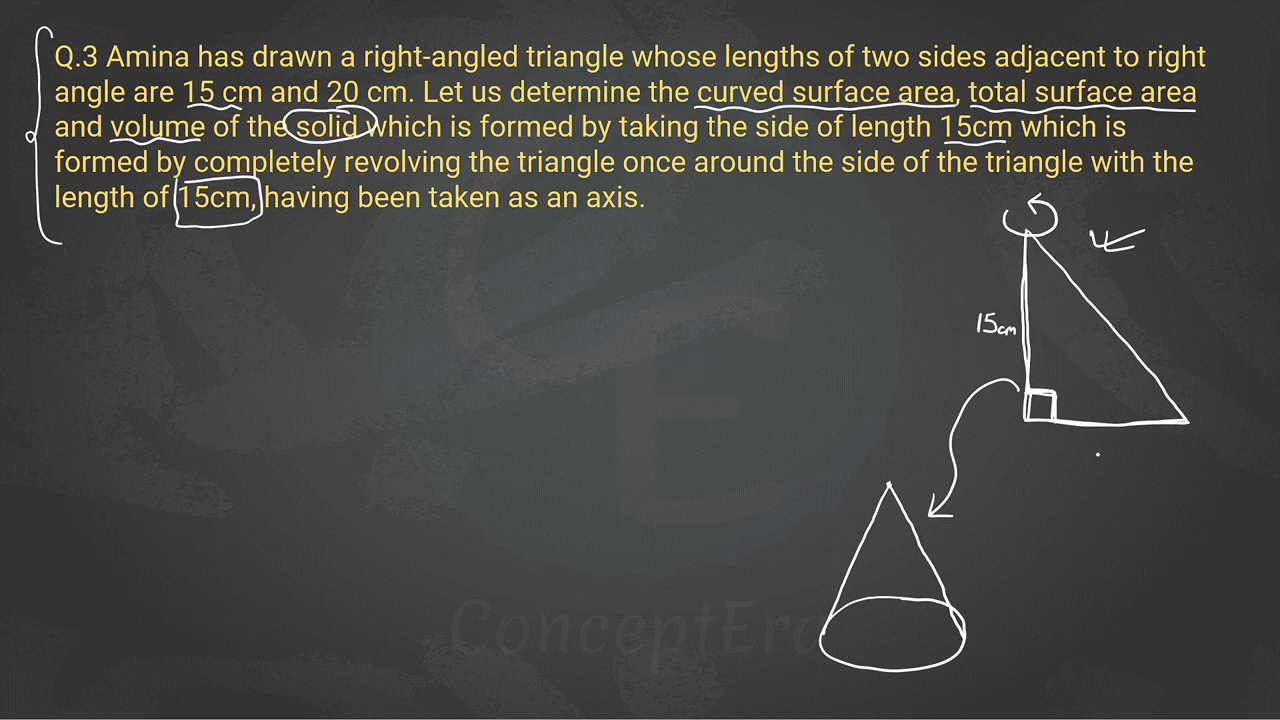 Q.3 Amina has drawn a right-angled triangle whose lengths of two sides adjacent to right
angle are 15 cm and 20 cm. Let us determine the curved surface area, total surface area
and volume of the solid which is formed by taking the side of length 15cm which is
formed by completely revolving the triangle once around the side of the triangle with the
length of 15cm, having been taken as an axis.
15cm
ConceptEra